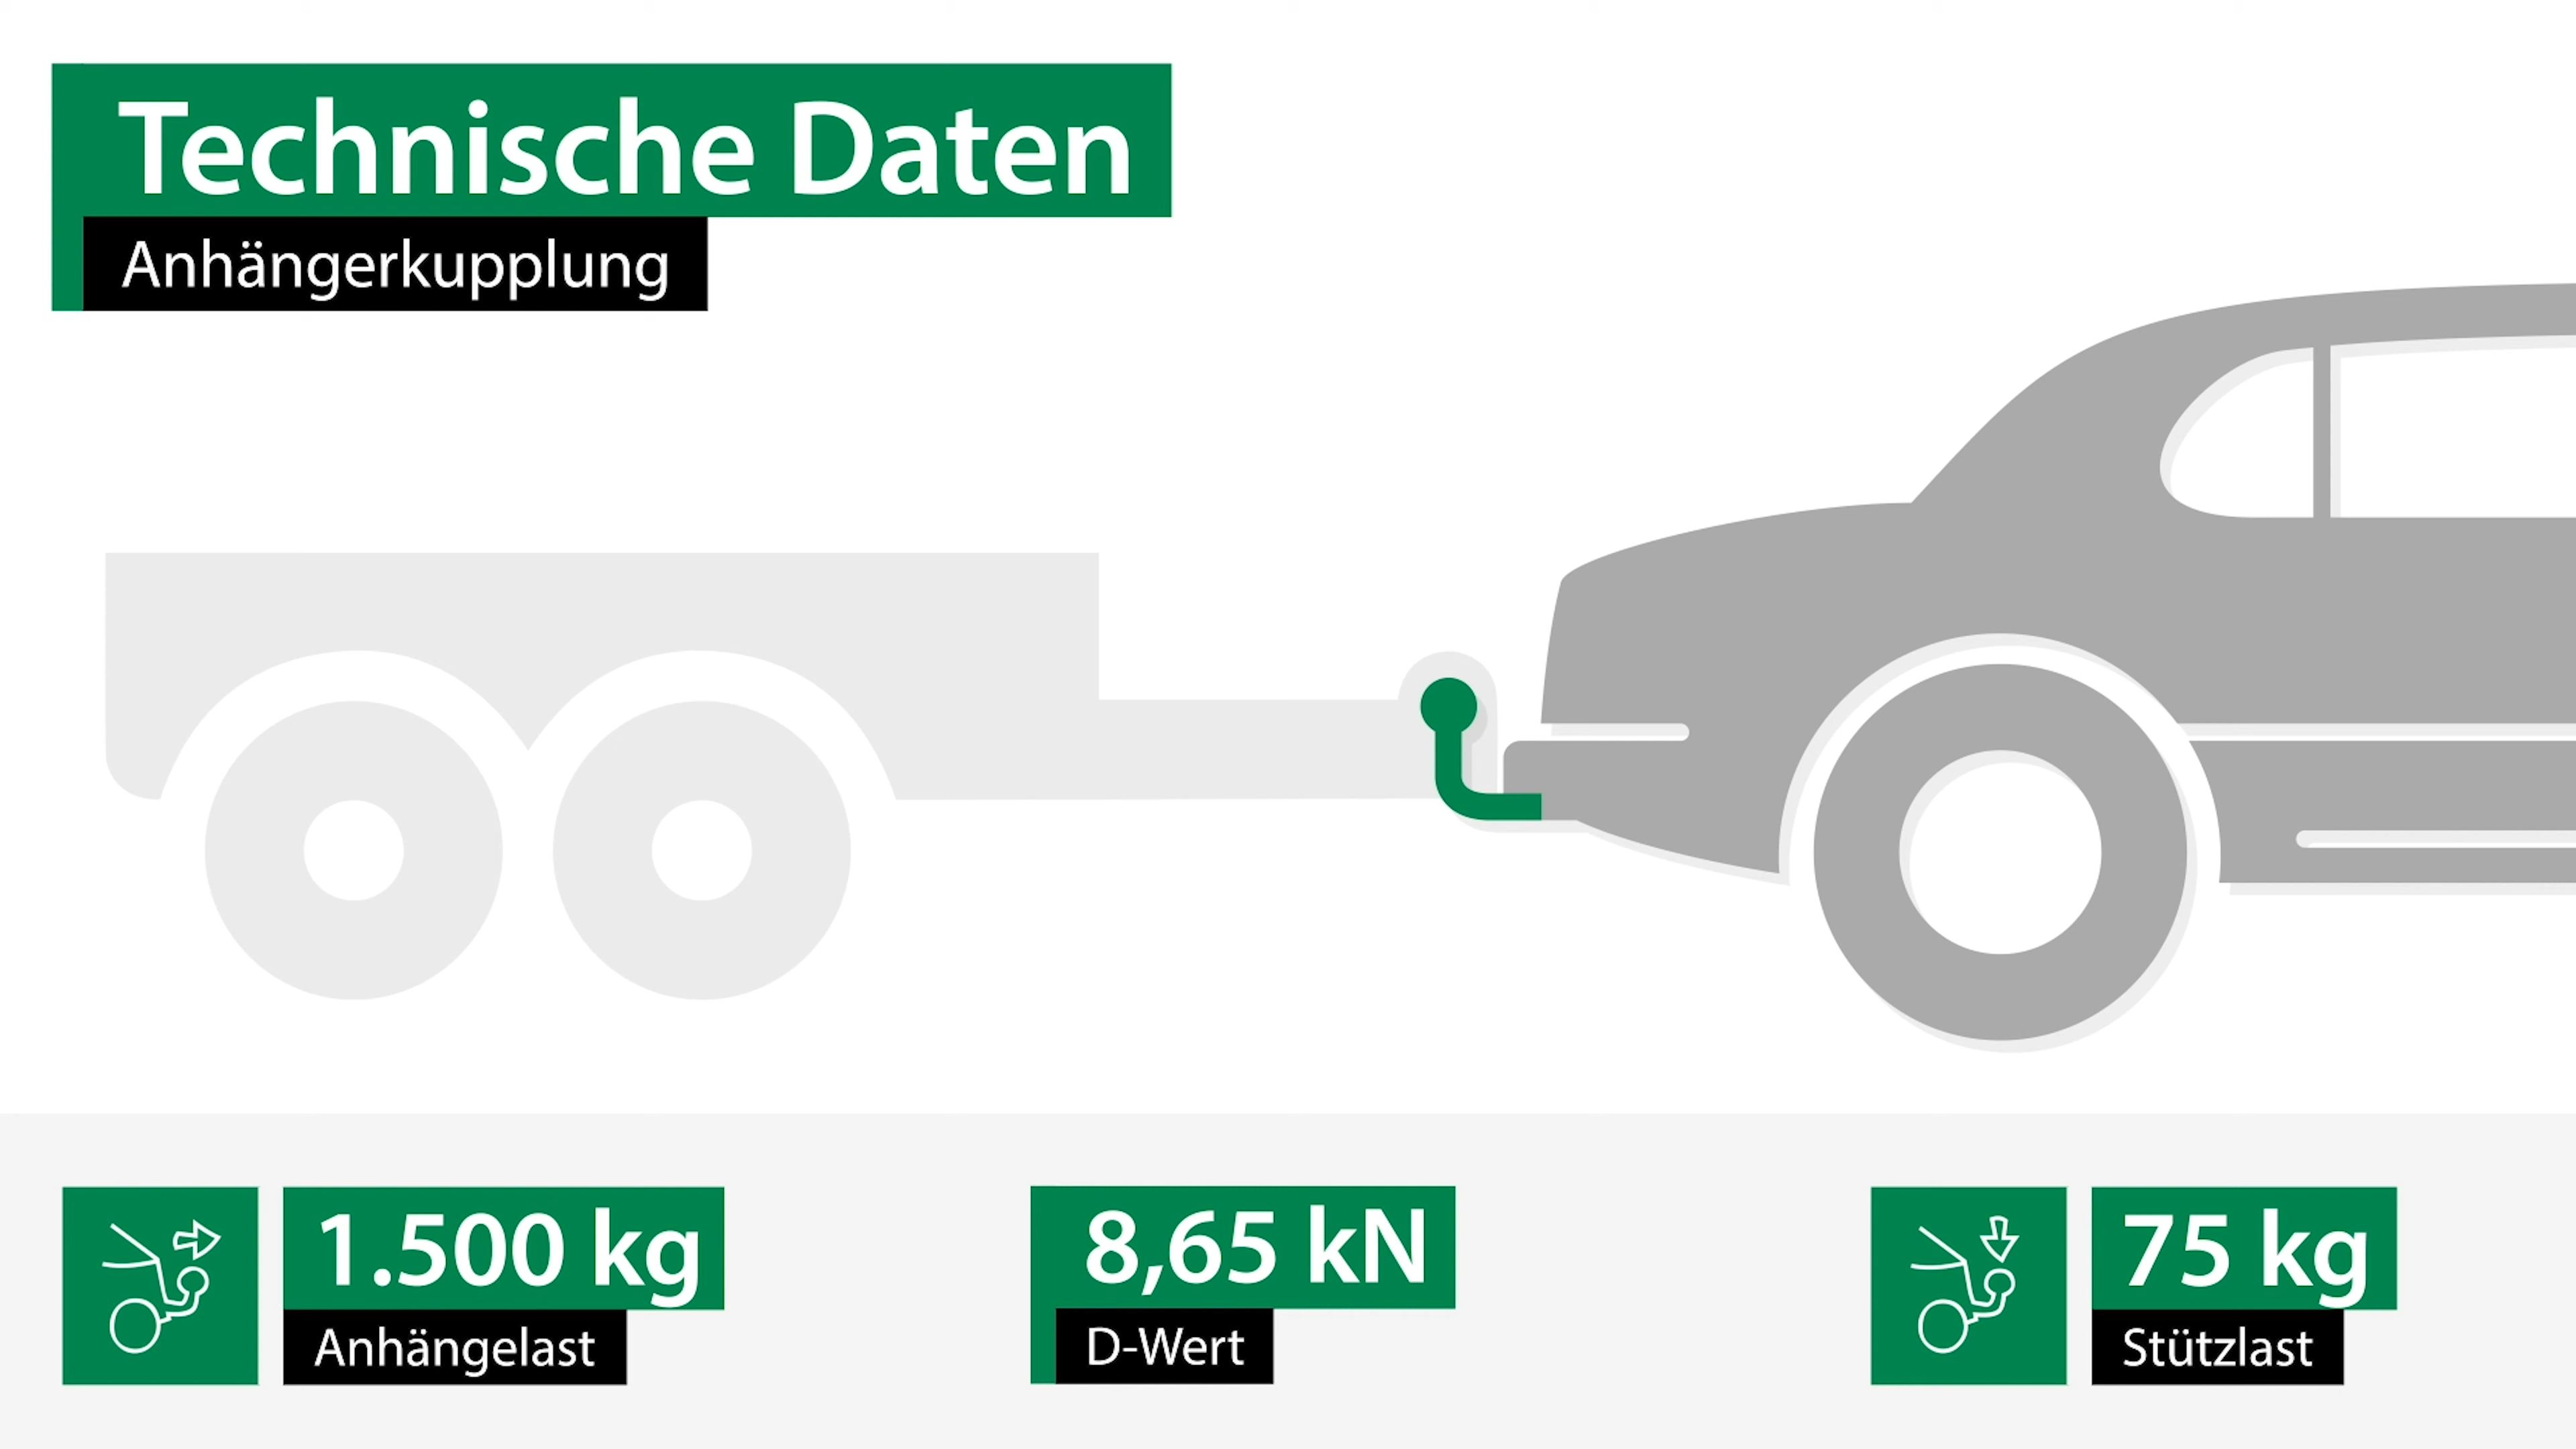 Technische Daten
Anhängerkupplung
1.500 kg
Anhängelast
8,65 kN
D-Wert
75 kg
Stützlast